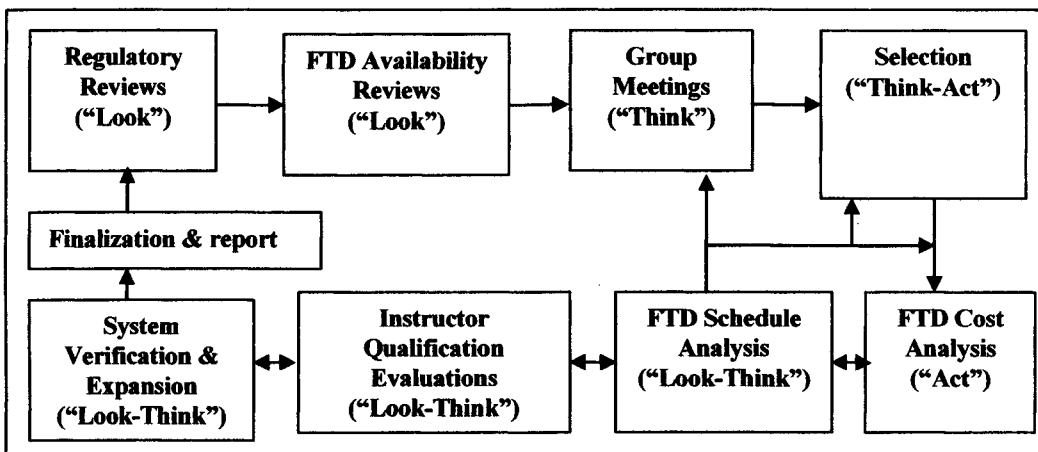 Regulatory
Reviews
(“Look”)
FTD Availability
Reviews
(“Look”)
Group
Meetings
(“Think”)
Selection
(“Think-Act”)
Finalization & report
System
Verification &
Expansion
(“Look-Think”)
Instructor
Qualification
Evaluations
(“Look-Think”)
FTD Schedule
Analysis
(“Look-Think”)
FTD Cost
Analysis
(“Act”)